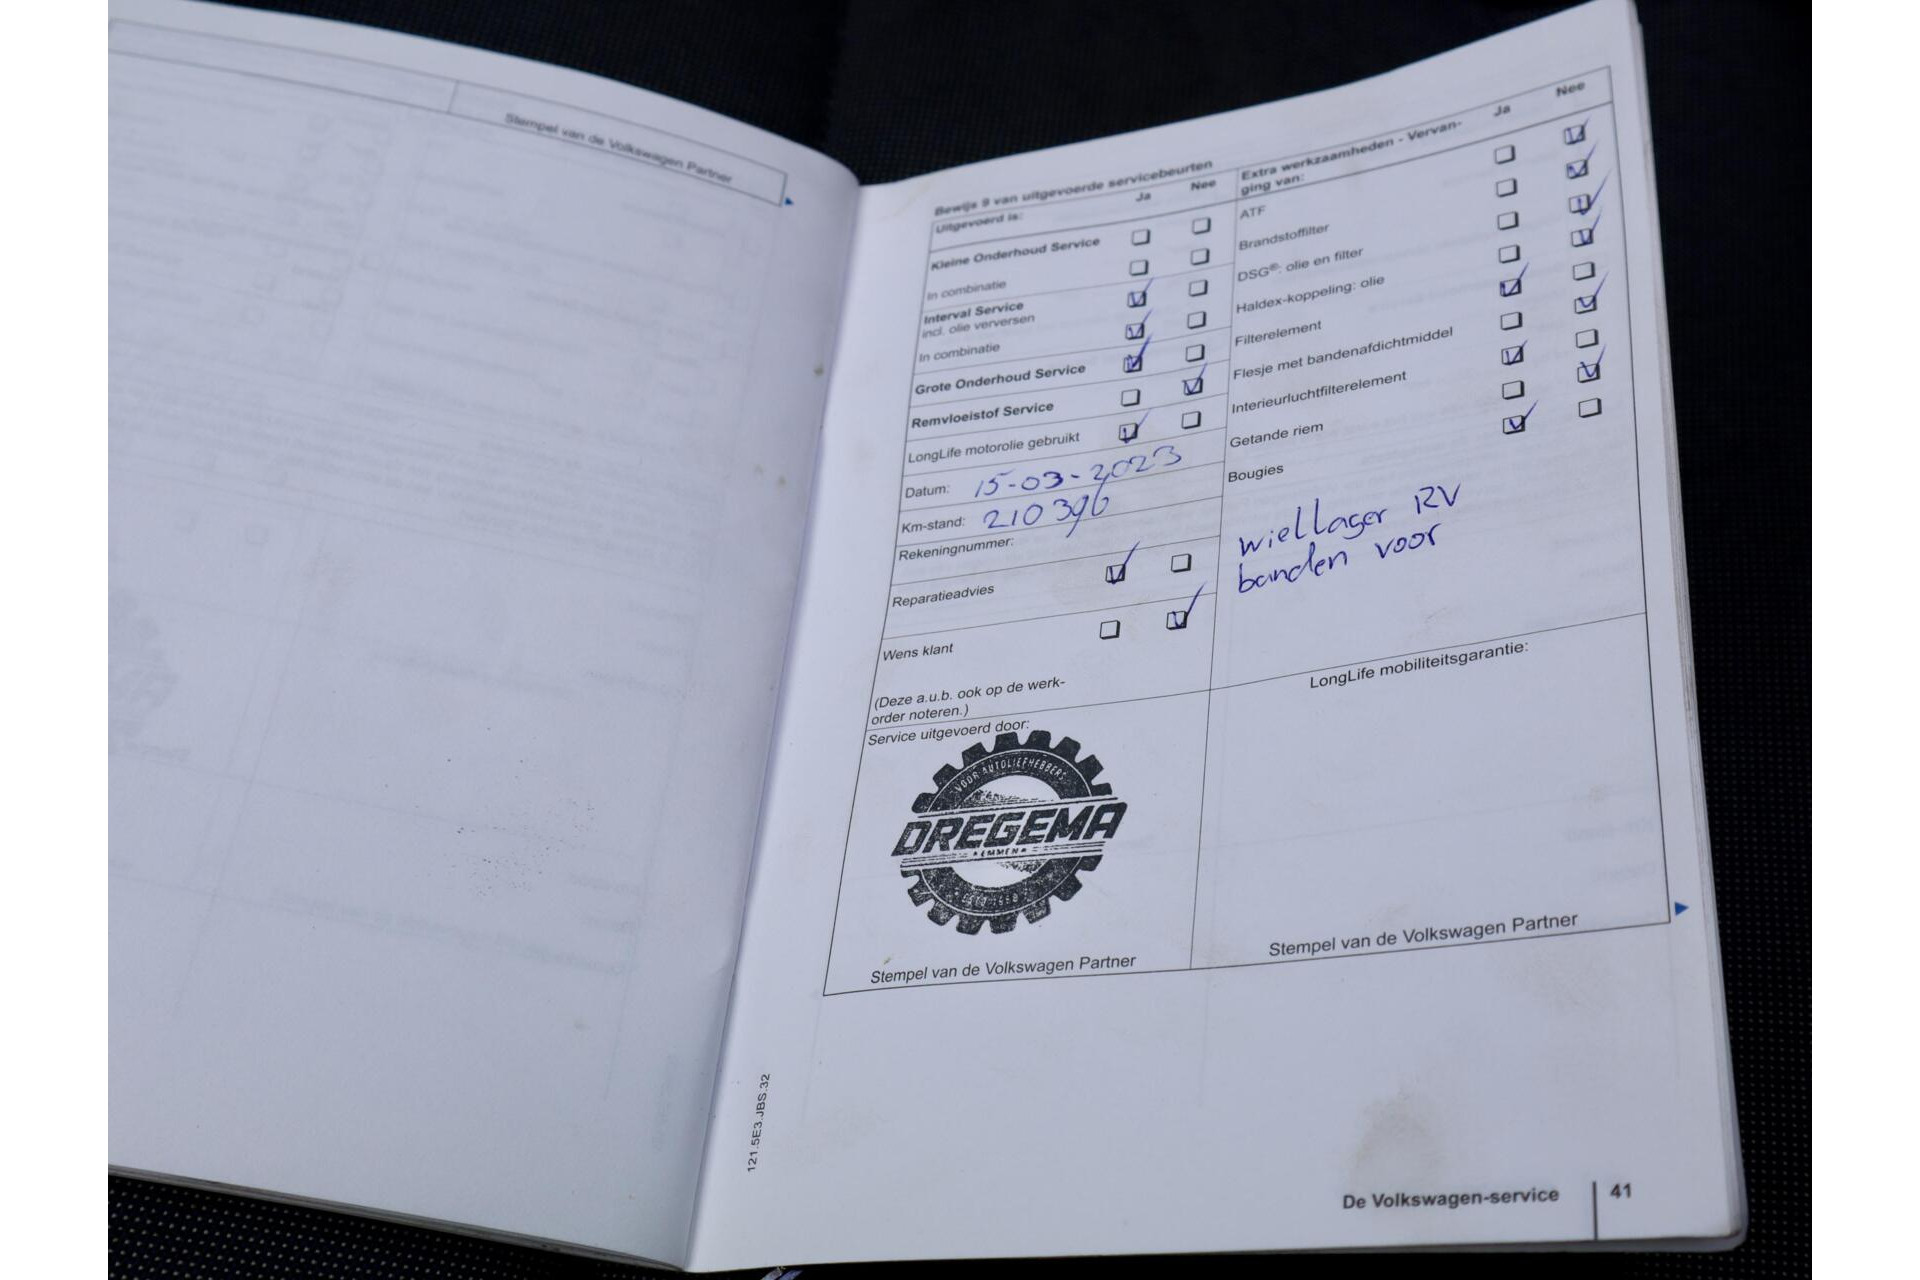 Stempel van de Volkswagen Partner
Bewijs 9 van uitgevoerde servicebeurten
Uitgevoerd is:
Ja
Nee
Kleine Onderhoud Service
In combinatie
Interval Service
incl. olie verversen
In combinatie
Grote Onderhoud Service
Remvloeistof Service
LongLife motorolie gebruikt
Datum: 15-03-2023
Km-stand: 210396
Rekeningnummer:
Reparatieadvies
Wens klant
(Deze a.u.b. ook op de werk-
order noteren.)
Service uitgevoerd door:
VOOR AUTOLIEFHEBBERS
DREGEMA
EMMEN
Stempel van de Volkswagen Partner
Extra werkzaamheden - Vervan-
ging van:
Ja
Nee
ATF
Brandstoffilter
DSG®: olie en filter
Haldex-koppeling: olie
Filterelement
Flesje met bandenafdichtmiddel
Interieurluchtfilterelement
Getande riem
Bougies
wiellager RV
banden voor
LongLife mobiliteitsgarantie:
Stempel van de Volkswagen Partner
121.5E3.JBS.32
De Volkswagen-service
41